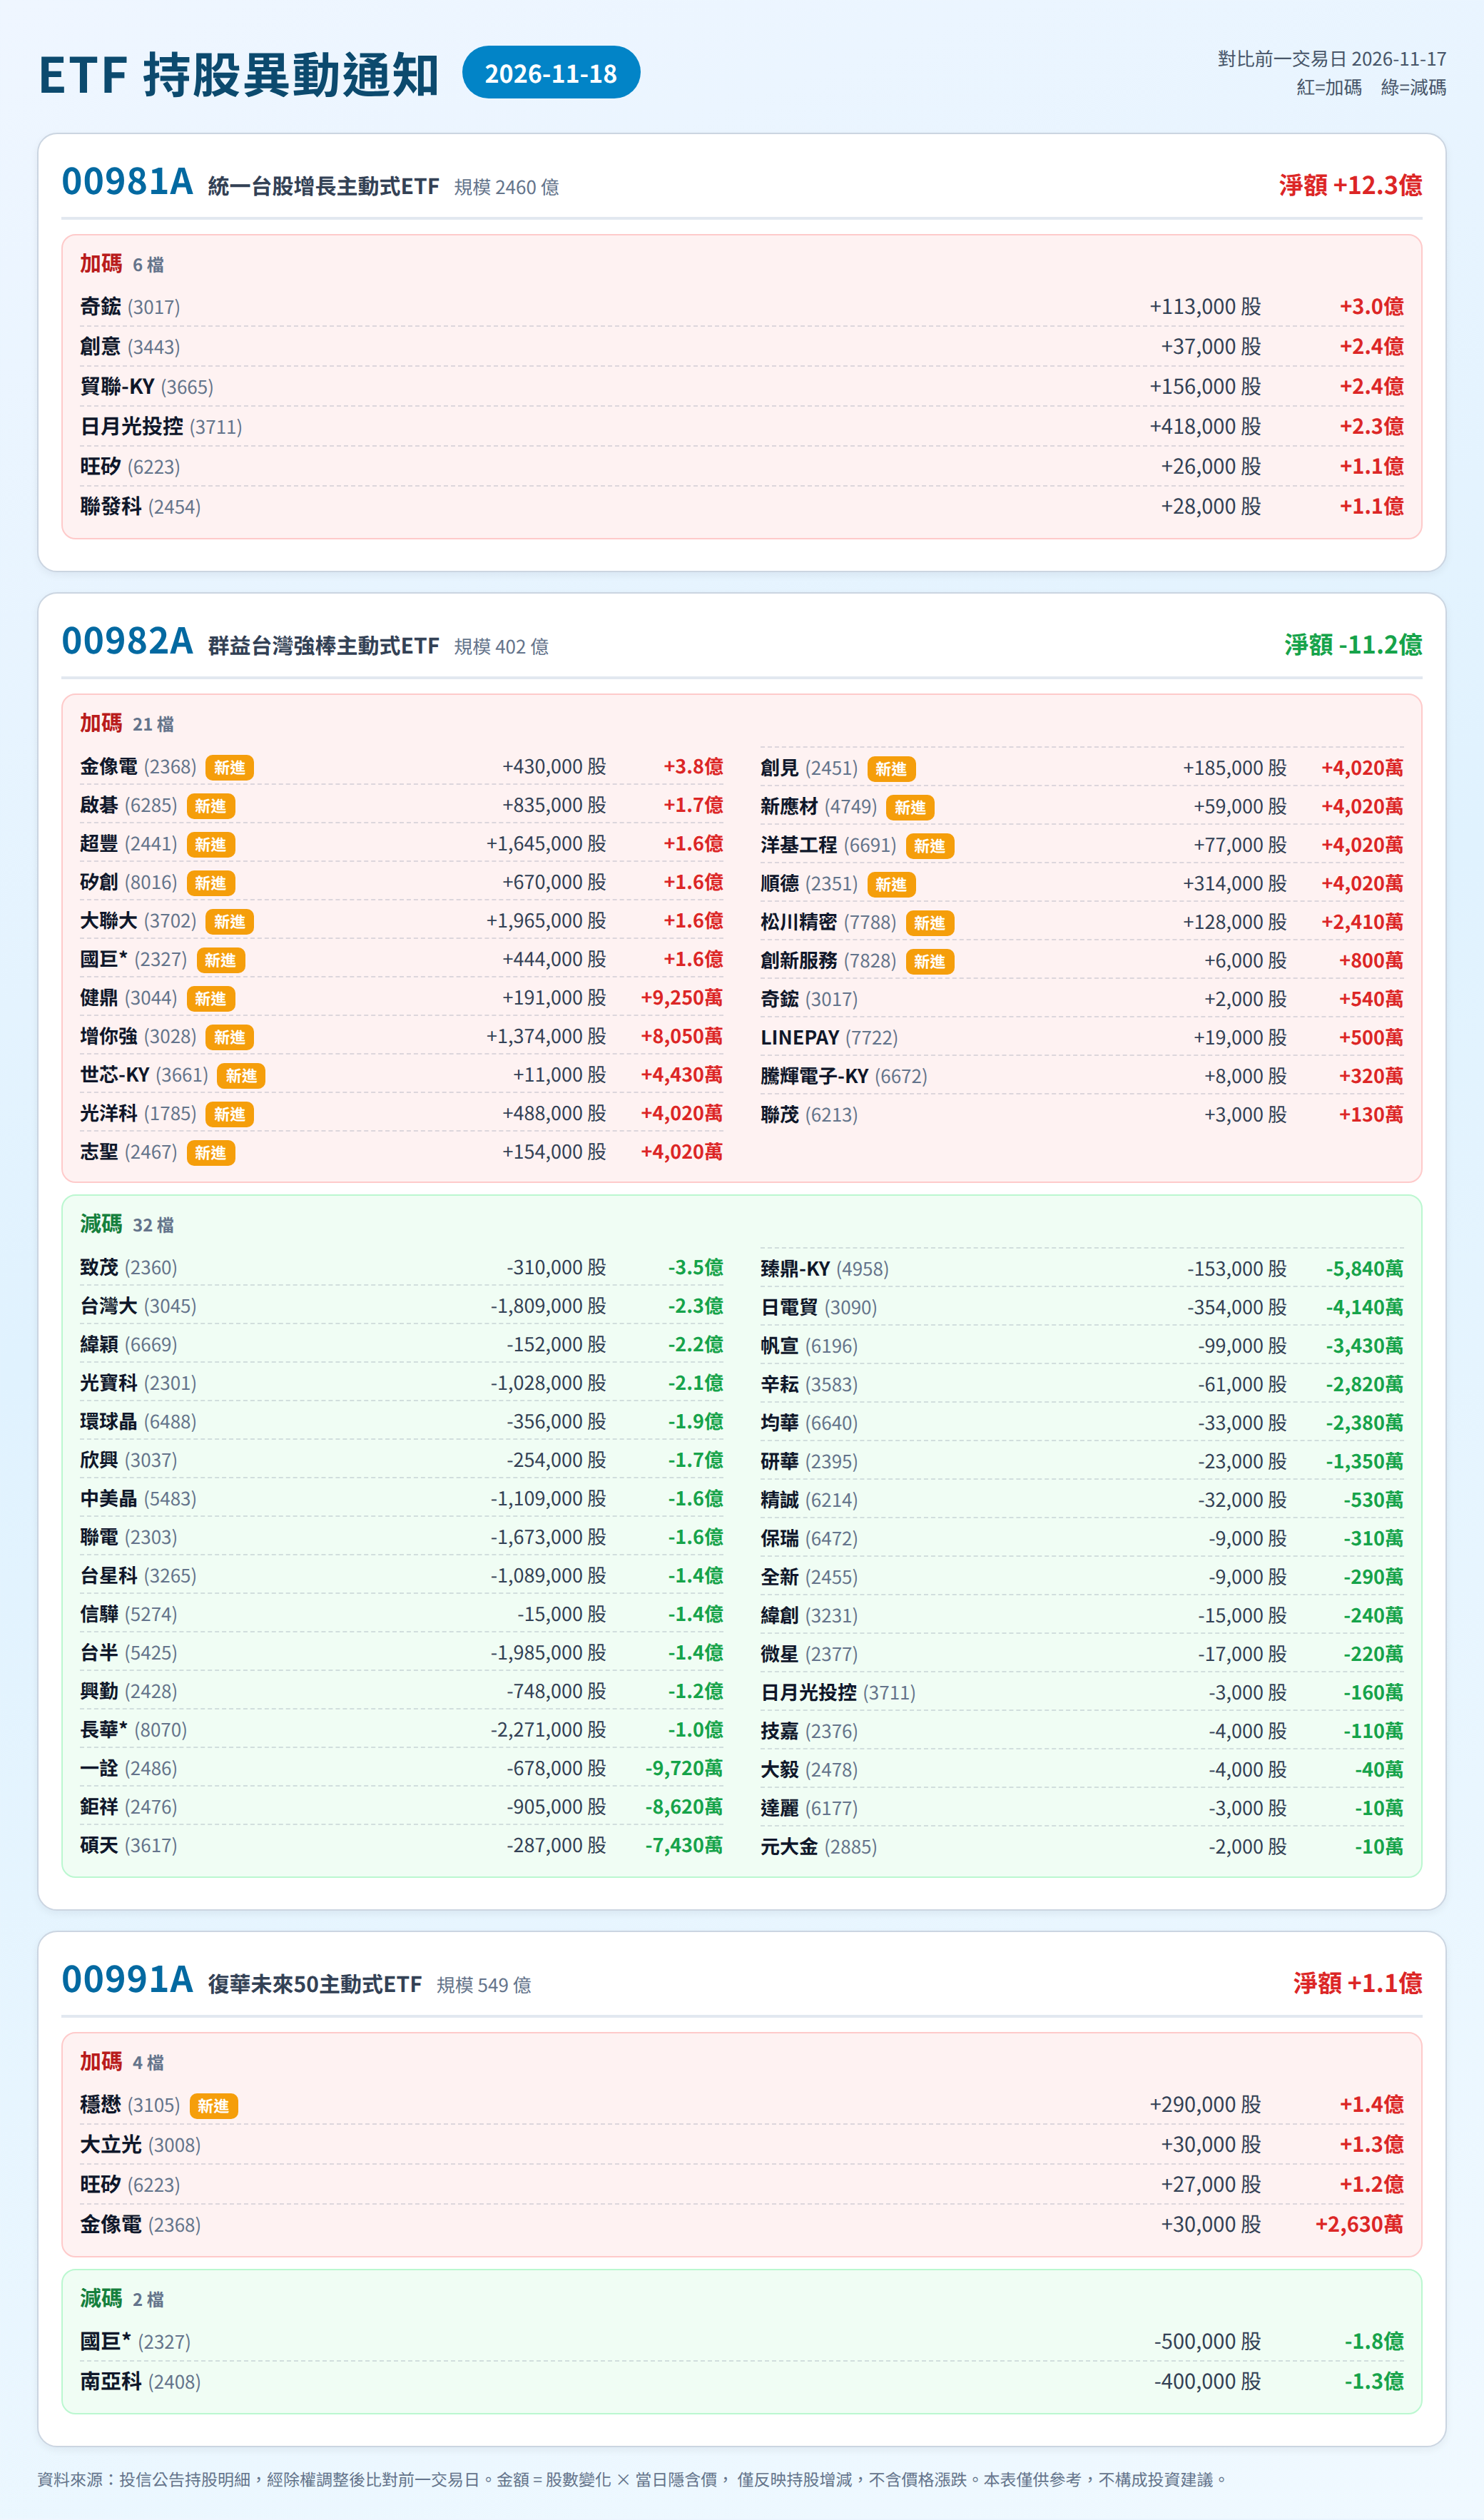 ETF 持股異動通知 2026-11-18
對比前一交易日 2026-11-17
紅=加碼 綠=減碼
00981A 統一台股增長主動式ETF 規模 2460 億 淨額 +12.3億
加碼 6 檔
奇鋐 (3017) +113,000 股 +3.0億
創意 (3443) +37,000 股 +2.4億
貿聯-KY (3665) +156,000 股 +2.4億
日月光投控 (3711) +418,000 股 +2.3億
旺矽 (6223) +26,000 股 +1.1億
聯發科 (2454) +28,000 股 +1.1億
00982A 群益台灣強棒主動式ETF 規模 402 億 淨額 -11.2億
加碼 21 檔
金像電 (2368) 新進 +430,000 股 +3.8億
啟碁 (6285) 新進 +835,000 股 +1.7億
超豐 (2441) 新進 +1,645,000 股 +1.6億
矽創 (8016) 新進 +670,000 股 +1.6億
大聯大 (3702) 新進 +1,965,000 股 +1.6億
國巨* (2327) 新進 +444,000 股 +1.6億
健鼎 (3044) 新進 +191,000 股 +9,250萬
增你強 (3028) 新進 +1,374,000 股 +8,050萬
世芯-KY (3661) 新進 +11,000 股 +4,430萬
光洋科 (1785) 新進 +488,000 股 +4,020萬
志聖 (2467) 新進 +154,000 股 +4,020萬
創見 (2451) 新進 +185,000 股 +4,020萬
新應材 (4749) 新進 +59,000 股 +4,020萬
洋基工程 (6691) 新進 +77,000 股 +4,020萬
順德 (2351) 新進 +314,000 股 +4,020萬
松川精密 (7788) 新進 +128,000 股 +2,410萬
創新服務 (7828) 新進 +6,000 股 +800萬
奇鋐 (3017) +2,000 股 +540萬
LINEPAY (7722) +19,000 股 +500萬
騰輝電子-KY (6672) +8,000 股 +320萬
聯茂 (6213) +3,000 股 +130萬
減碼 32 檔
致茂 (2360) -310,000 股 -3.5億
台灣大 (3045) -1,809,000 股 -2.3億
緯穎 (6669) -152,000 股 -2.2億
光寶科 (2301) -1,028,000 股 -2.1億
環球晶 (6488) -356,000 股 -1.9億
欣興 (3037) -254,000 股 -1.7億
中美晶 (5483) -1,109,000 股 -1.6億
聯電 (2303) -1,673,000 股 -1.6億
台星科 (3265) -1,089,000 股 -1.4億
信驊 (5274) -15,000 股 -1.4億
台半 (5425) -1,985,000 股 -1.4億
興勤 (2428) -748,000 股 -1.2億
長華* (8070) -2,271,000 股 -1.0億
一詮 (2486) -678,000 股 -9,720萬
鉅祥 (2476) -905,000 股 -8,620萬
碩天 (3617) -287,000 股 -7,430萬
臻鼎-KY (4958) -153,000 股 -5,840萬
日電貿 (3090) -354,000 股 -4,140萬
帆宣 (6196) -99,000 股 -3,430萬
辛耘 (3583) -61,000 股 -2,820萬
均華 (6640) -33,000 股 -2,380萬
研華 (2395) -23,000 股 -1,350萬
精誠 (6214) -32,000 股 -530萬
保瑞 (6472) -9,000 股 -310萬
全新 (2455) -9,000 股 -290萬
緯創 (3231) -15,000 股 -240萬
微星 (2377) -17,000 股 -220萬
日月光投控 (3711) -3,000 股 -160萬
技嘉 (2376) -4,000 股 -110萬
大毅 (2478) -4,000 股 -40萬
達麗 (6177) -3,000 股 -10萬
元大金 (2885) -2,000 股 -10萬
00991A 復華未來50主動式ETF 規模 549 億 淨額 +1.1億
加碼 4 檔
穩懋 (3105) 新進 +290,000 股 +1.4億
大立光 (3008) +30,000 股 +1.3億
旺矽 (6223) +27,000 股 +1.2億
金像電 (2368) +30,000 股 +2,630萬
減碼 2 檔
國巨* (2327) -500,000 股 -1.8億
南亞科 (2408) -400,000 股 -1.3億
資料來源：投信公告持股明細，經除權調整後比對前一交易日。金額 = 股數變化 × 當日隱含價， 僅反映持股增減，不含價格漲跌。本表僅供參考，不構成投資建議。